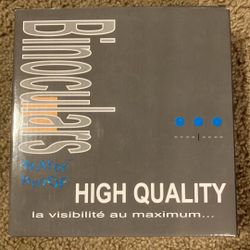 Binoculars
HIGH QUALITY
la visibilité au maximum...